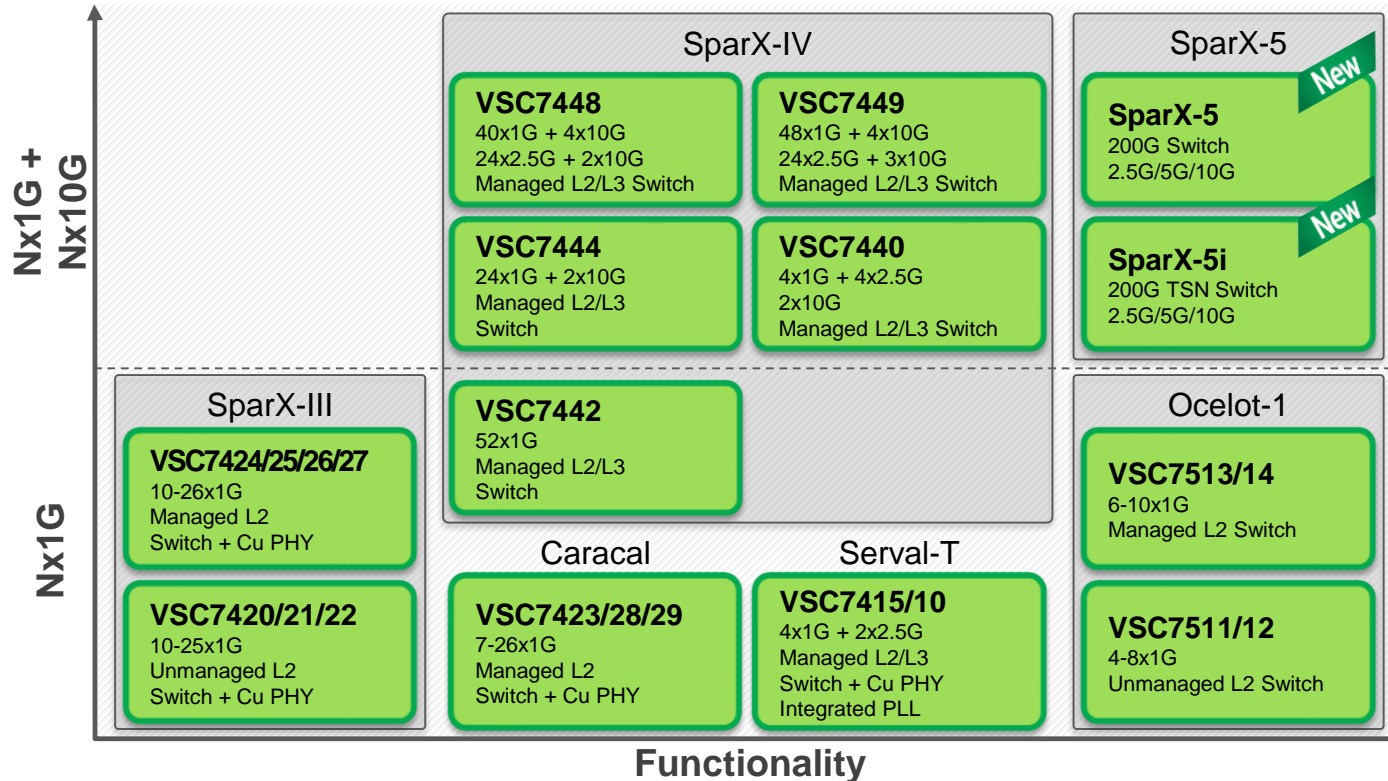 SparX-IV
VSC7448
40x1G + 4x10G
24x2.5G + 2x10G
Managed L2/L3 Switch
VSC7449
48x1G + 4x10G
24x2.5G + 3x10G
Managed L2/L3 Switch
VSC7444
24x1G + 2x10G
Managed L2/L3
Switch
VSC7440
4x1G + 4x2.5G
2x10G
Managed L2/L3 Switch
VSC7442
52x1G
Managed L2/L3
Switch
SparX-5
New
SparX-5
200G Switch
2.5G/5G/10G
New
SparX-5i
200G TSN Switch
2.5G/5G/10G
Nx1G +
Nx10G
Nx1G
SparX-III
VSC7424/25/26/27
10-26x1G
Managed L2
Switch + Cu PHY
VSC7420/21/22
10-25x1G
Unmanaged L2
Switch + Cu PHY
Caracal
VSC7423/28/29
7-26x1G
Managed L2
Switch + Cu PHY
Serval-T
VSC7415/10
4x1G + 2x2.5G
Managed L2/L3
Switch + Cu PHY
Integrated PLL
Ocelot-1
VSC7513/14
6-10x1G
Managed L2 Switch
VSC7511/12
4-8x1G
Unmanaged L2 Switch
Functionality